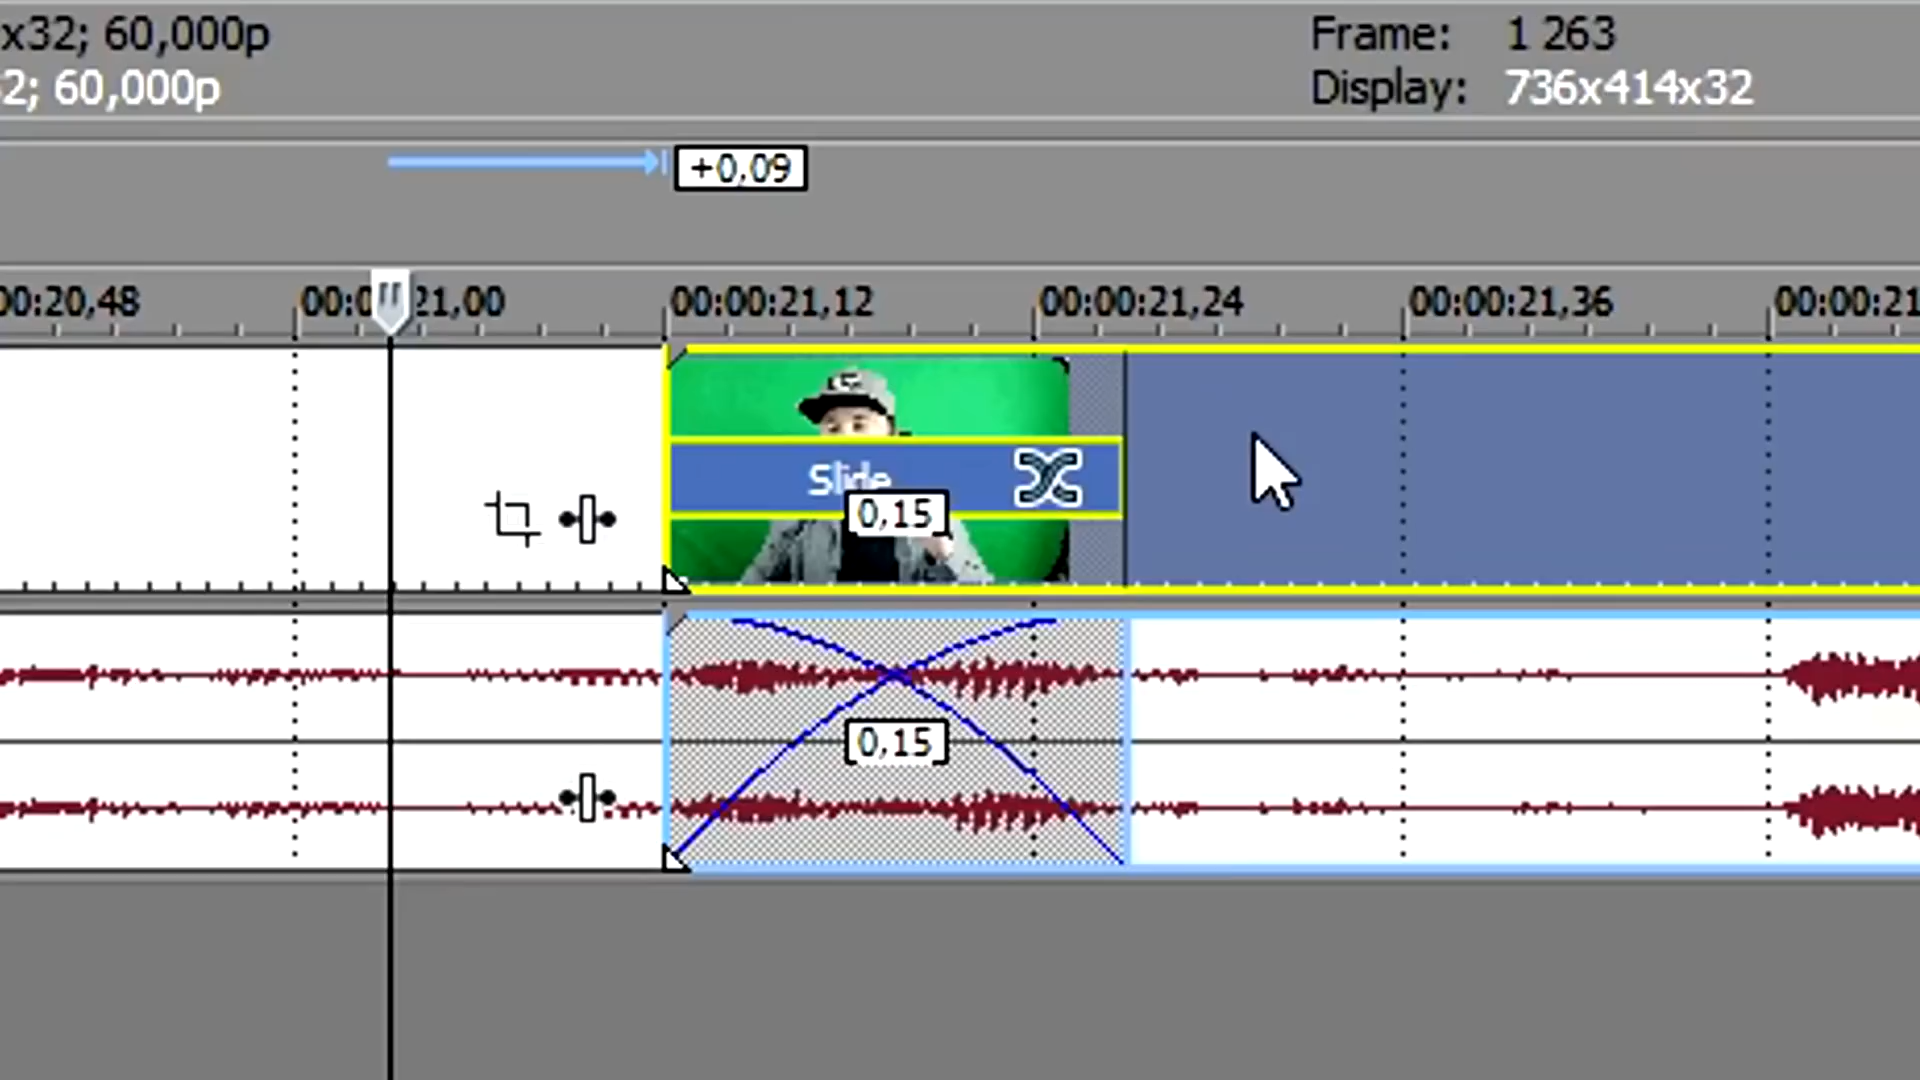 x32; 60,000p
Frame: 1 263
2; 60,000p
Display: 736x414x32
+0,09
00:20,48
00:0 21,00
00:00:21,12
00:00:21,24
00:00:21,36
00:00:21
Slide
0,15
0,15